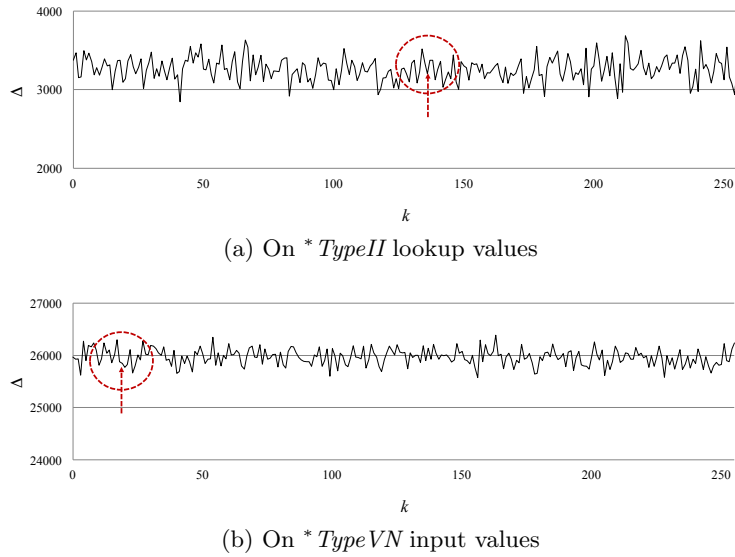 4000
3000
Δ
2000
0 50 100 150 200 250
k
(a) On * TypeII lookup values
27000
26000
Δ
25000
24000
0 50 100 150 200 250
k
(b) On * TypeVN input values